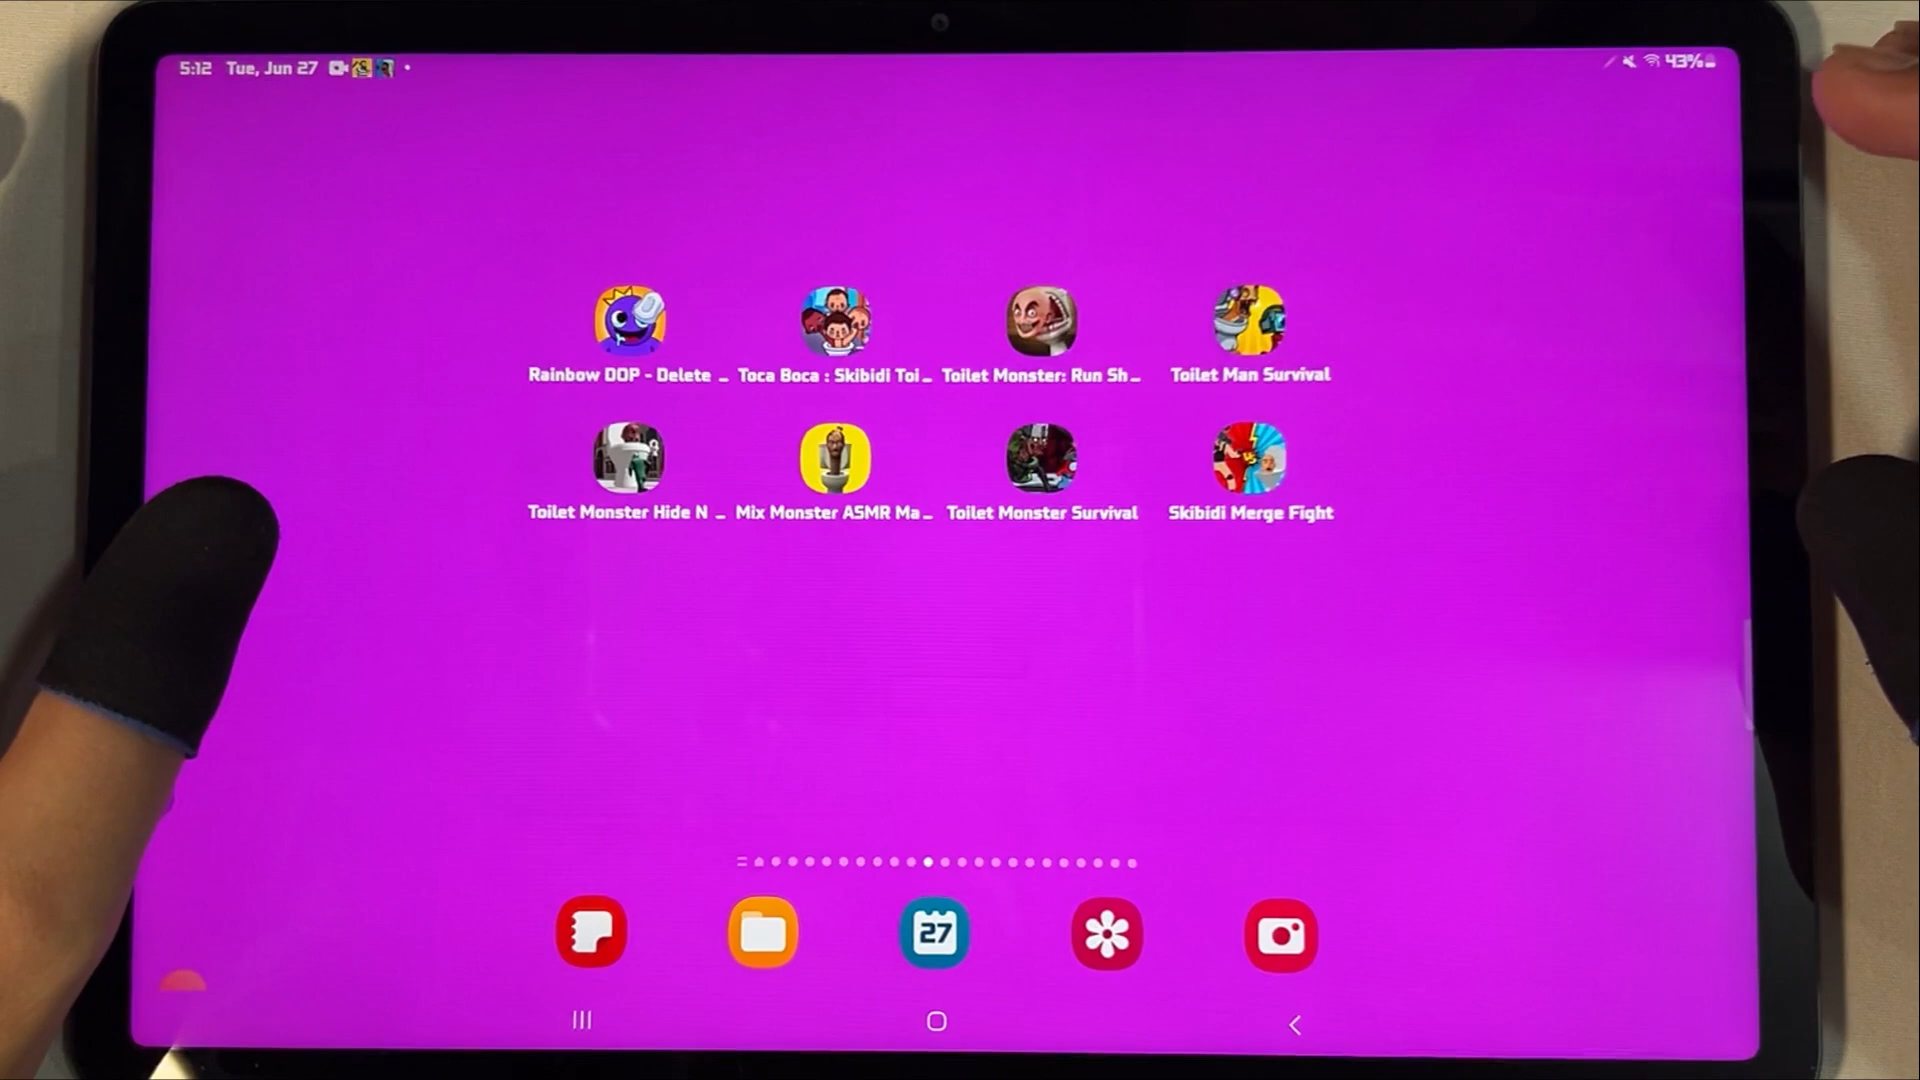 5:12 Tue, Jun 27
43%
Rainbow DOP - Delete ...
Toca Boca : Skibidi Toi...
Toilet Monster: Run Sh...
Toilet Man Survival
Toilet Monster Hide N ...
Mix Monster ASMR Ma...
Toilet Monster Survival
Skibidi Merge Fight
VS
27